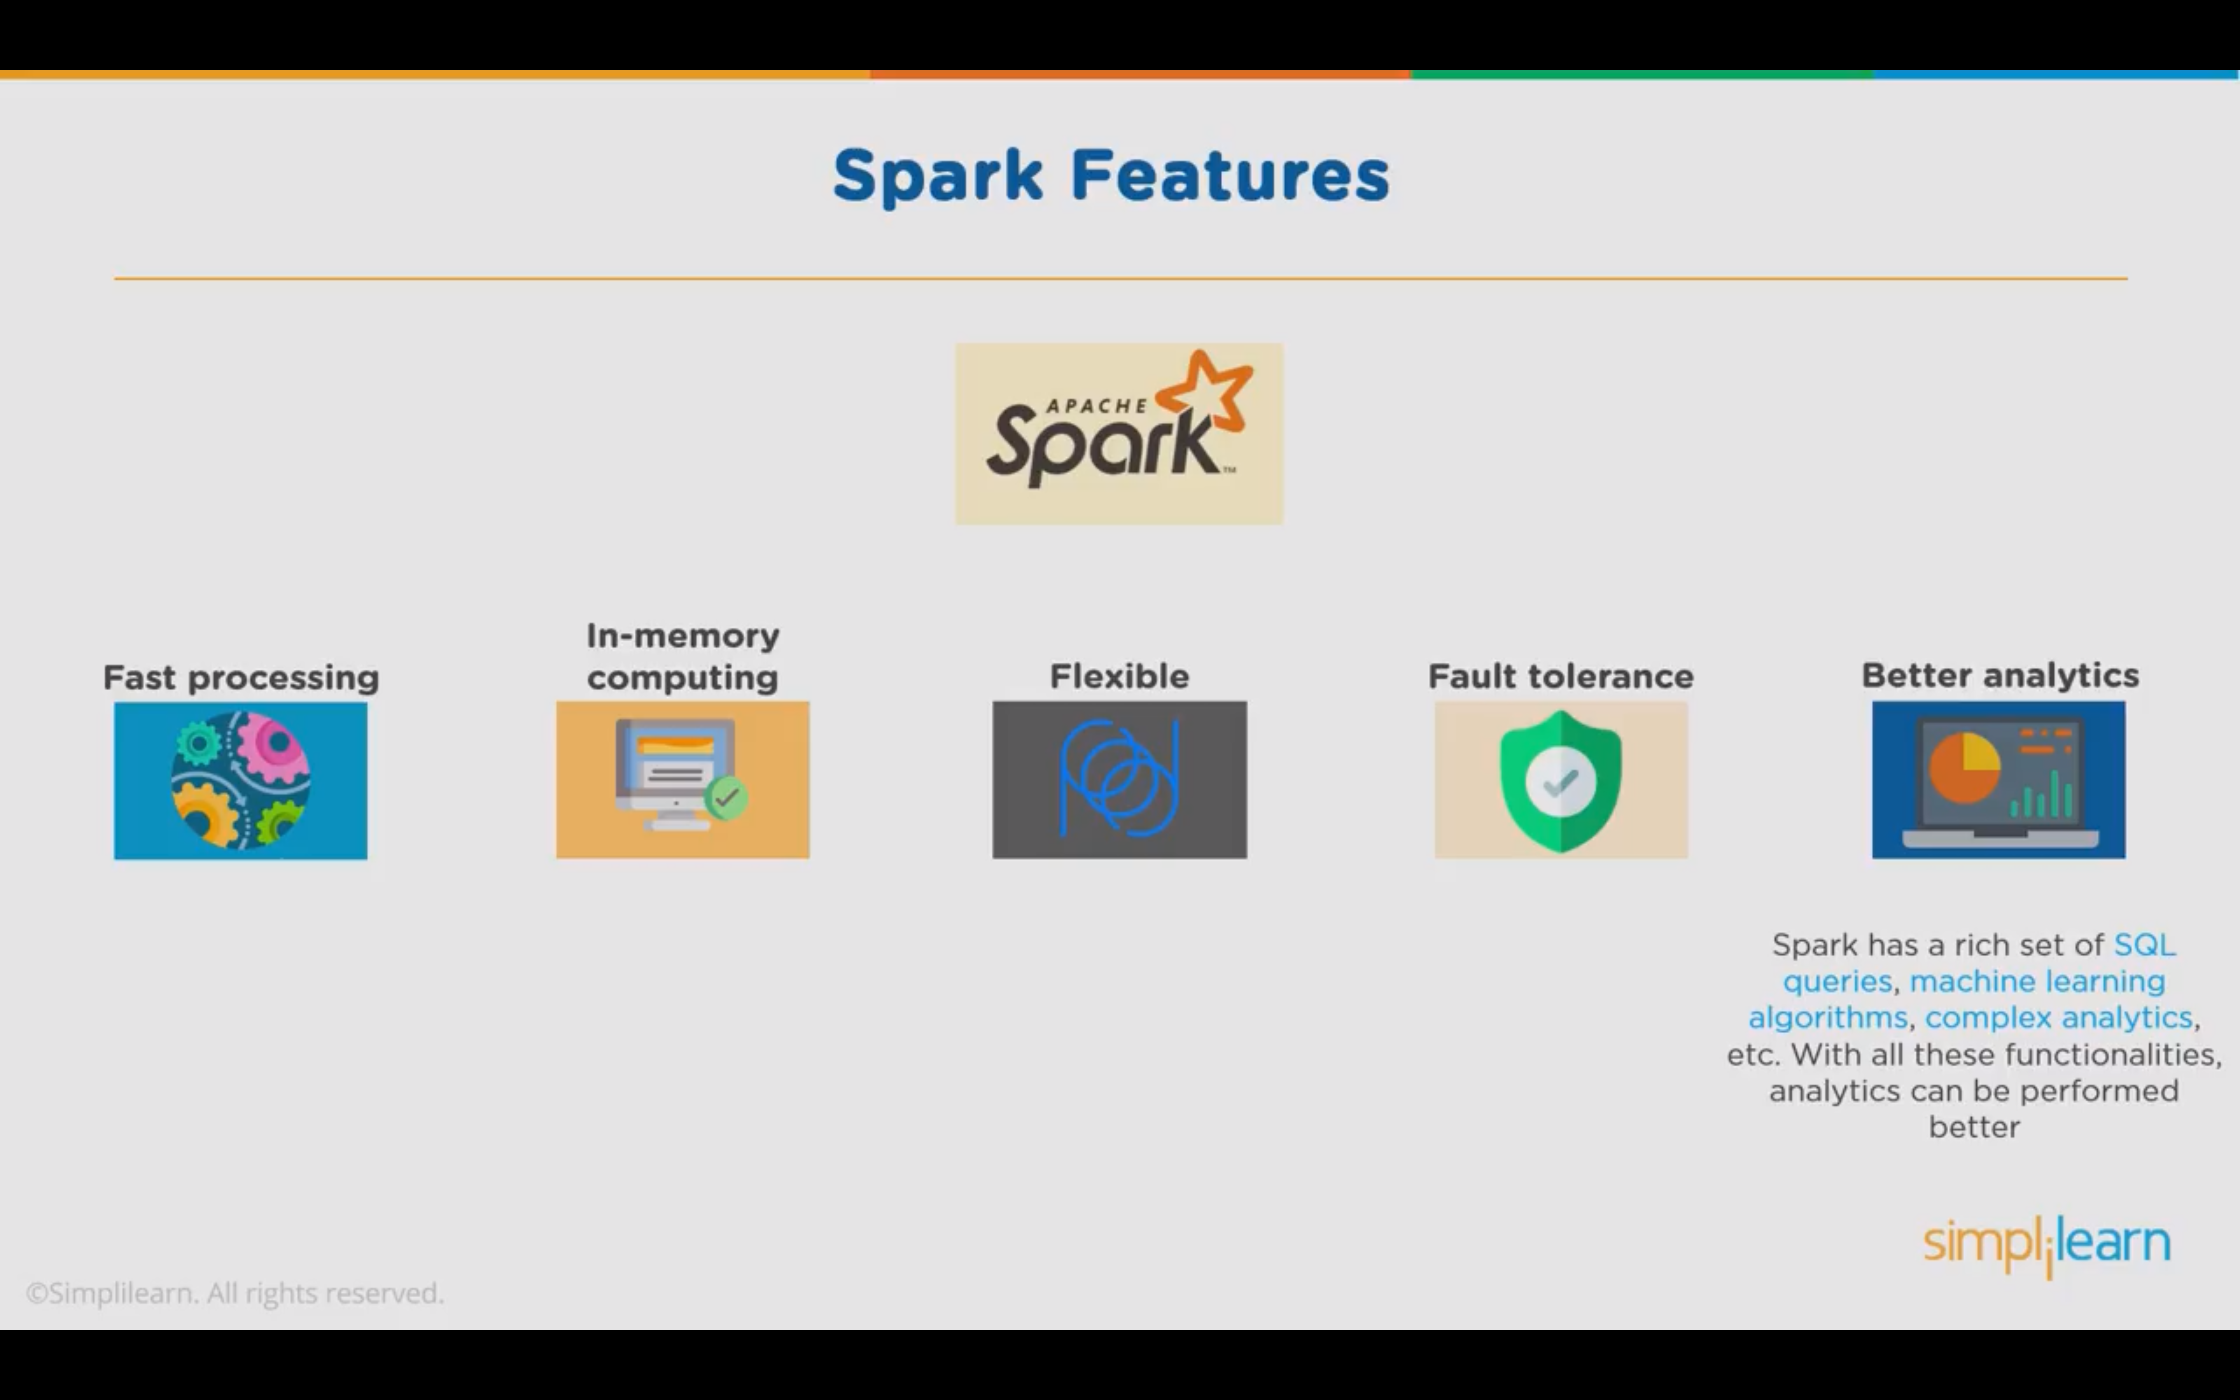 Spark Features
APACHE
Spark™
Fast processing
In-memory
computing
Flexible
Fault tolerance
Better analytics
Spark has a rich set of SQL
queries, machine learning
algorithms, complex analytics,
etc. With all these functionalities,
analytics can be performed
better
simplilearn
©Simplilearn. All rights reserved.